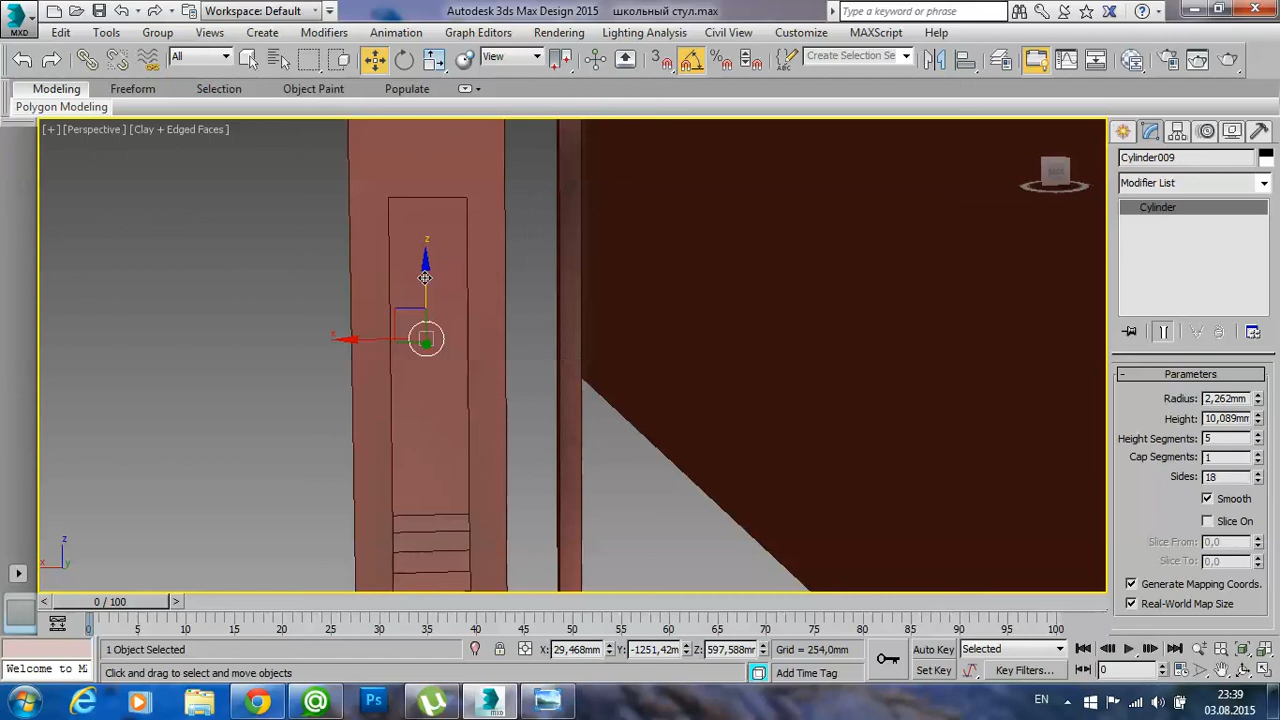 MXD
Workspace: Default
Autodesk 3ds Max Design 2015 школьный стул.max
Type a keyword or phrase
Edit Tools Group Views Create Modifiers Animation Graph Editors Rendering Lighting Analysis Civil View Customize MAXScript Help
All View 3 Create Selection Se
Modeling Freeform Selection Object Paint Populate
Polygon Modeling
[+] [Perspective ] [Clay + Edged Faces ]
Cylinder009
Modifier List
Cylinder
z
x
- Parameters
Radius: 2,262mm
Height: 10,089mm
Height Segments: 5
Cap Segments: 1
Sides: 18
Smooth
Slice On
Slice From: 0,0
Slice To: 0,0
Generate Mapping Coords.
Real-World Map Size
z
x y
< 0 / 100 >
0 5 10 15 20 25 30 35 40 45 50 55 60 65 70 75 80 85 90 95 100
1 Object Selected X: 29,468mm Y: -1251,42m Z: 597,588mm Grid = 254,0mm Auto Key Selected
Welcome to M Click and drag to select and move objects Add Time Tag Set Key Key Filters... 0
Ps MXD EN 23:39
03.08.2015